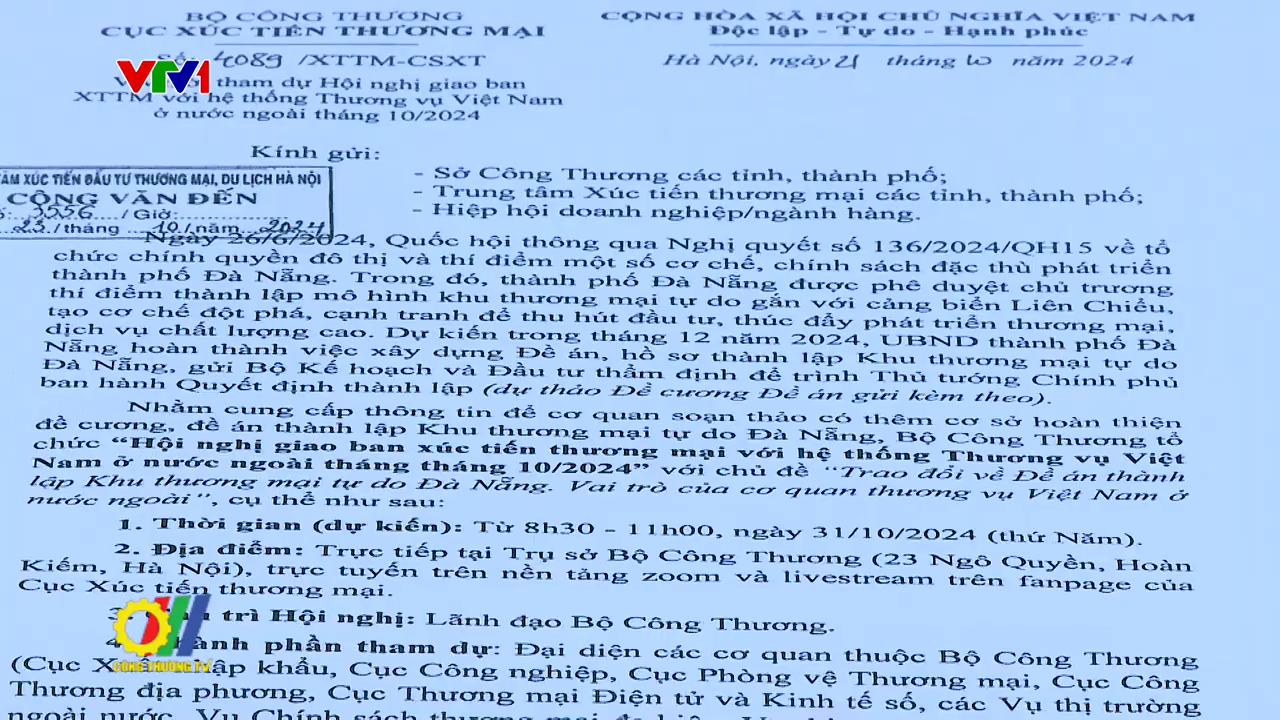 BỘ CÔNG THƯƠNG
CỤC XÚC TIẾN THƯƠNG MẠI
CỘNG HÒA XÃ HỘI CHỦ NGHĨA VIỆT NAM
Độc lập - Tự do - Hạnh phúc
Số: 4089 /XTTM-CSXT
Hà Nội, ngày 21 tháng 10 năm 2024
VTV1
tham dự Hội nghị giao ban
XTTM với hệ thống Thương vụ Việt Nam
ở nước ngoài tháng 10/2024
Kính gửi:
- Sở Công Thương các tỉnh, thành phố;
- Trung tâm Xúc tiến thương mại các tỉnh, thành phố;
- Hiệp hội doanh nghiệp/ngành hàng.
TÂM XÚC TIẾN ĐẦU TƯ THƯƠNG MẠI, DU LỊCH HÀ NỘI
CÔNG VĂN ĐẾN
3556 / Giờ:
23 / tháng 10 / năm 2024
Ngày 26/6/2024, Quốc hội thông qua Nghị quyết số 136/2024/QH15 về tổ
chức chính quyền đô thị và thí điểm một số cơ chế, chính sách đặc thù phát triển
thành phố Đà Nẵng. Trong đó, thành phố Đà Nẵng được phê duyệt chủ trương
thí điểm thành lập mô hình khu thương mại tự do gắn với cảng biển Liên Chiểu,
tạo cơ chế đột phá, cạnh tranh để thu hút đầu tư, thúc đẩy phát triển thương mại,
dịch vụ chất lượng cao. Dự kiến trong tháng 12 năm 2024, UBND thành phố Đà
Nẵng hoàn thành việc xây dựng Đề án, hồ sơ thành lập Khu thương mại tự do
Đà Nẵng, gửi Bộ Kế hoạch và Đầu tư thẩm định để trình Thủ tướng Chính phủ
ban hành Quyết định thành lập (dự thảo Đề cương Đề án gửi kèm theo).
Nhằm cung cấp thông tin để cơ quan soạn thảo có thêm cơ sở hoàn thiện
đề cương, đề án thành lập Khu thương mại tự do Đà Nẵng, Bộ Công Thương tổ
chức "Hội nghị giao ban xúc tiến thương mại với hệ thống Thương vụ Việt
Nam ở nước ngoài tháng tháng 10/2024" với chủ đề "Trao đổi về Đề án thành
lập Khu thương mại tự do Đà Nẵng. Vai trò của cơ quan thương vụ Việt Nam ở
nước ngoài", cụ thể như sau:
1. Thời gian (dự kiến): Từ 8h30 - 11h00, ngày 31/10/2024 (thứ Năm).
2. Địa điểm: Trực tiếp tại Trụ sở Bộ Công Thương (23 Ngô Quyền, Hoàn
Kiếm, Hà Nội), trực tuyến trên nền tảng zoom và livestream trên fanpage của
Cục Xúc tiến thương mại.
trì Hội nghị: Lãnh đạo Bộ Công Thương.
phần tham dự: Đại diện các cơ quan thuộc Bộ Công Thương
CÔNG THƯƠNG TV
(Cục khẩu, Cục Công nghiệp, Cục Phòng vệ Thương mại, Cục Công
Thương địa phương, Cục Thương mại Điện tử và Kinh tế số, các Vụ thị trường
ngoài nước, Vụ Chính sách thương mại